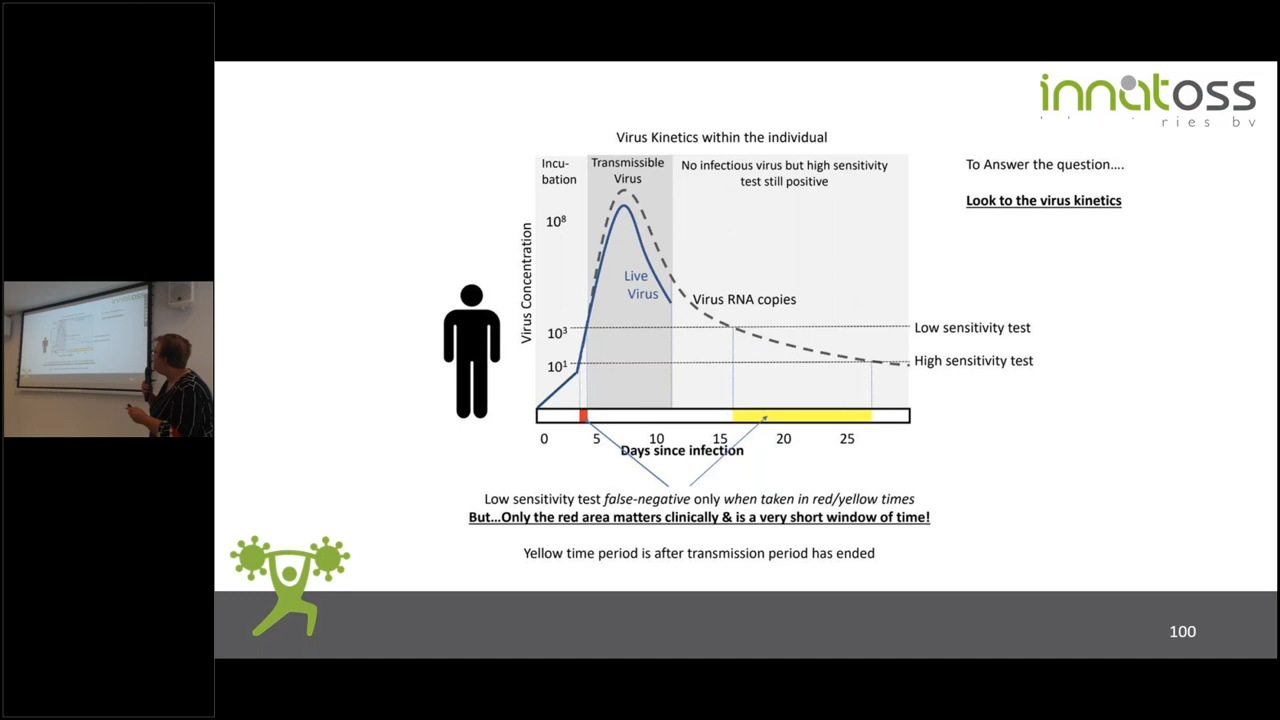 innatoss
ries bv
Virus Kinetics within the individual
Incu-
bation
Transmissible
Virus
No infectious virus but high sensitivity
test still positive
To Answer the question....
Look to the virus kinetics
Virus Concentration
10⁸
10³
10¹
Live
Virus
Virus RNA copies
Low sensitivity test
High sensitivity test
0 5 10 15 20 25
Days since infection
Low sensitivity test false-negative only when taken in red/yellow times
But...Only the red area matters clinically & is a very short window of time!
Yellow time period is after transmission period has ended
100